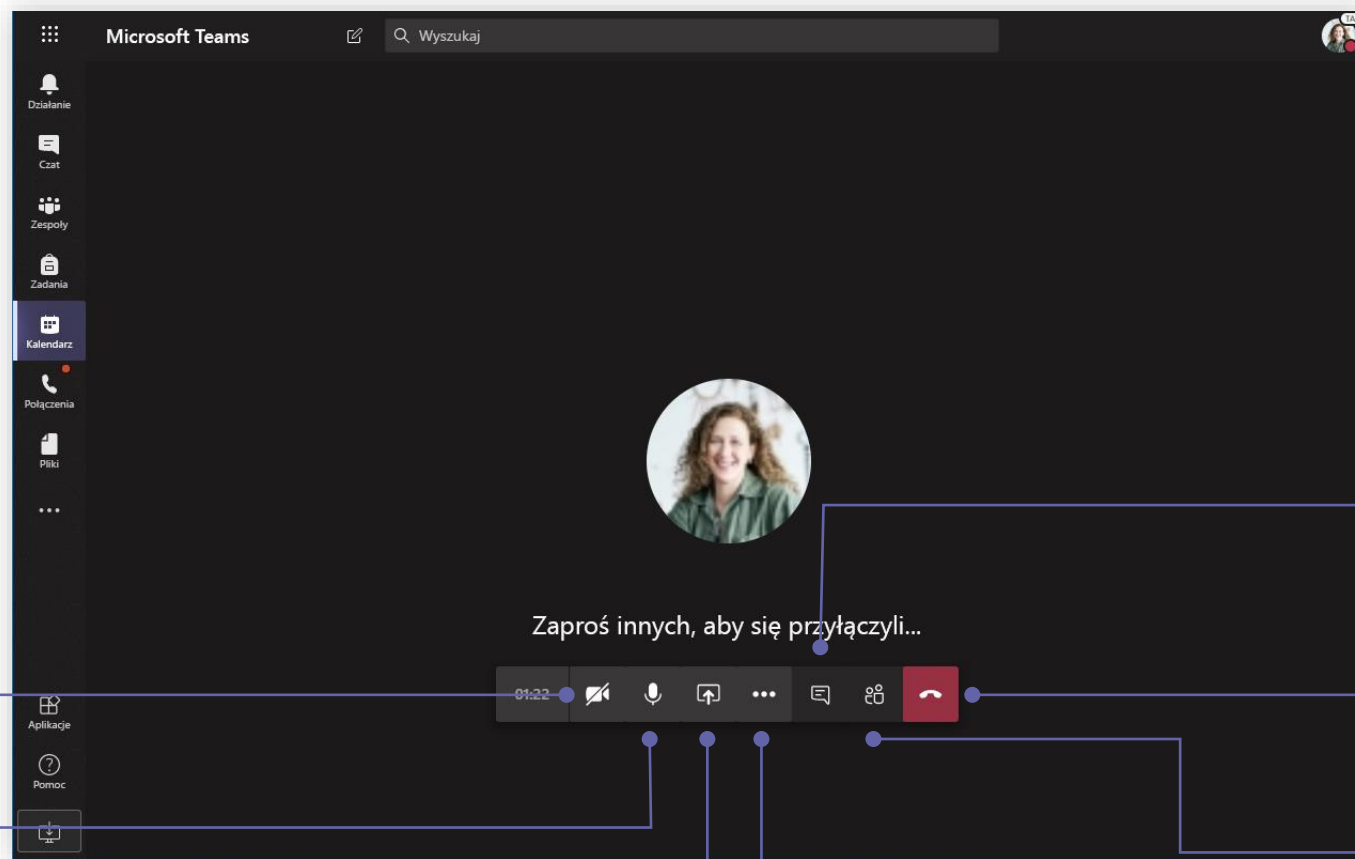 Microsoft Teams
Wyszukaj
TA
Działanie
Czat
Zespoły
Zadania
Kalendarz
Połączenia
Pliki
Zaproś innych, aby się przyłączyli...
01:22
Aplikacje
Pomoc